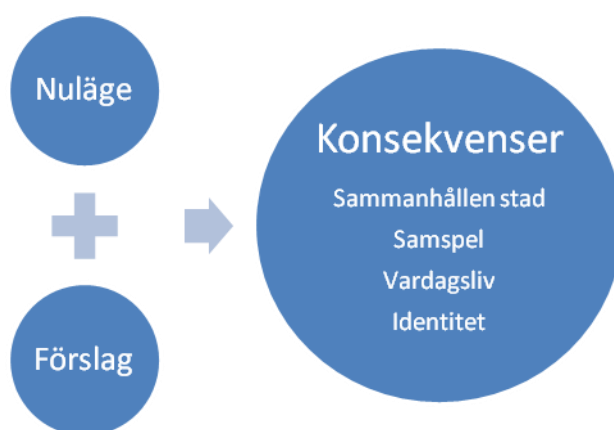 Nuläge
Förslag
Konsekvenser
Sammanhållen stad
Samspel
Vardagsliv
Identitet